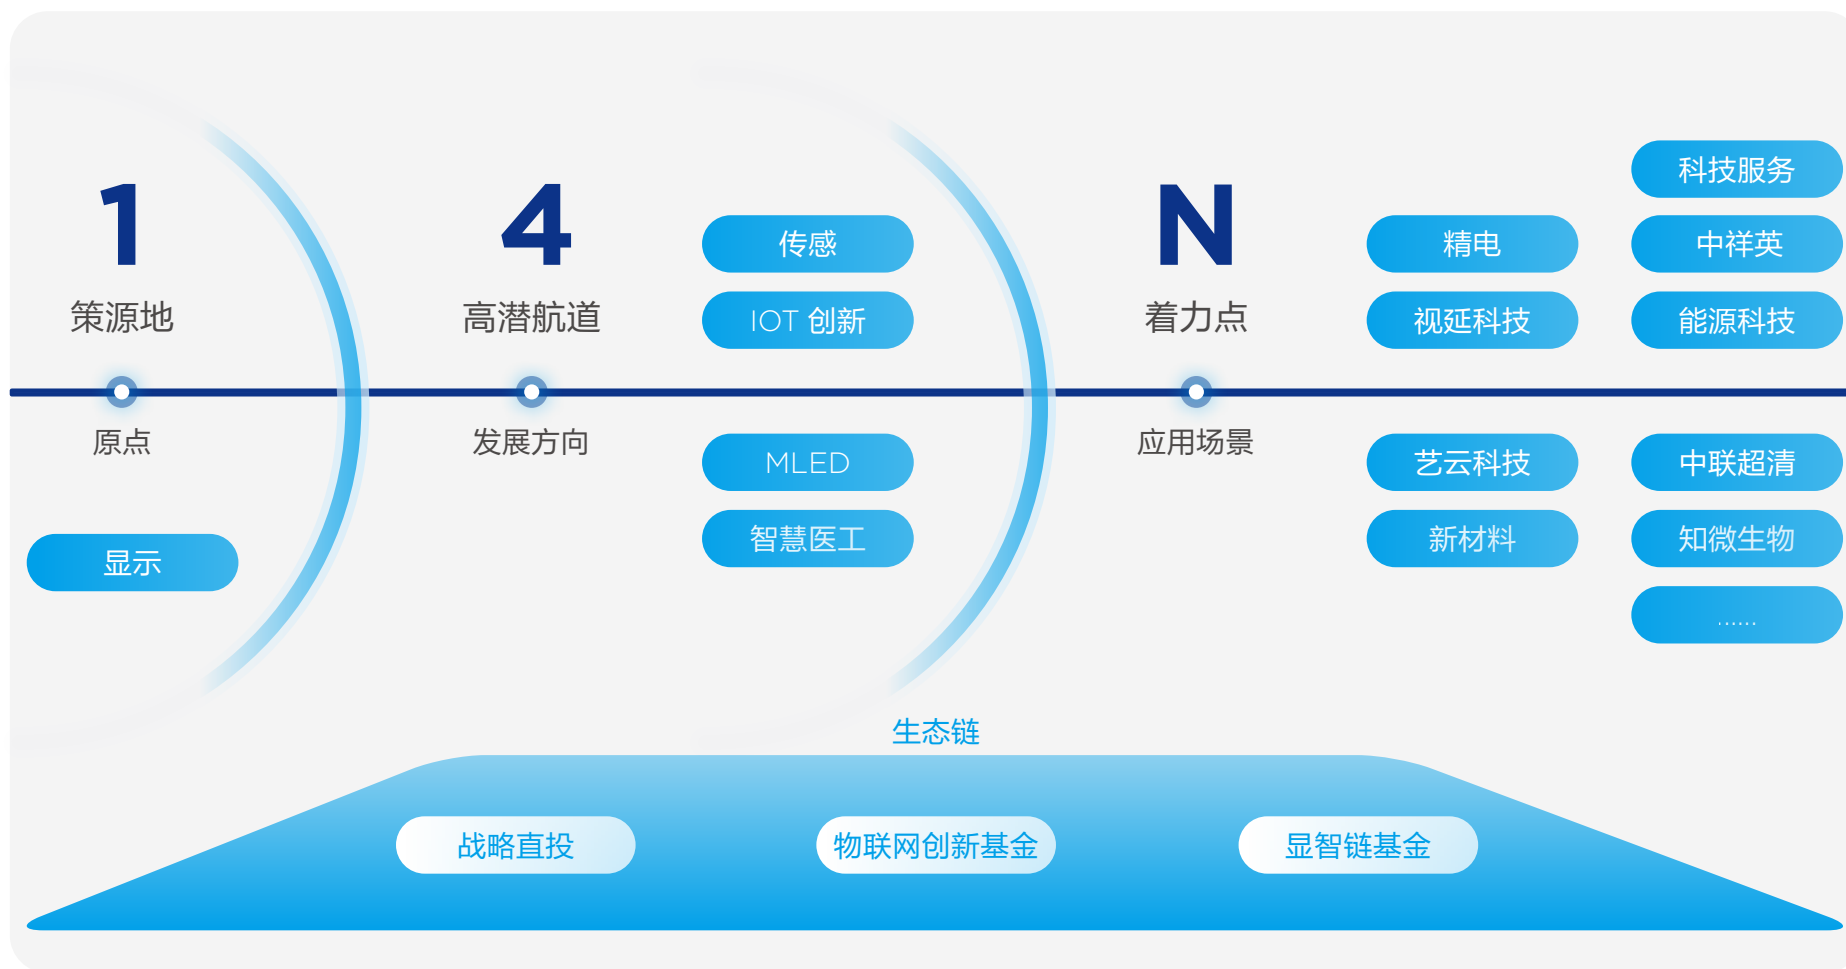 1
策源地
原点
显示
4
高潜航道
发展方向
传感
IOT 创新
MLED
智慧医工
N
着力点
应用场景
精电
视延科技
艺云科技
新材料
科技服务
中祥英
能源科技
中联超清
知微生物
......
生态链
战略直投
物联网创新基金
显智链基金